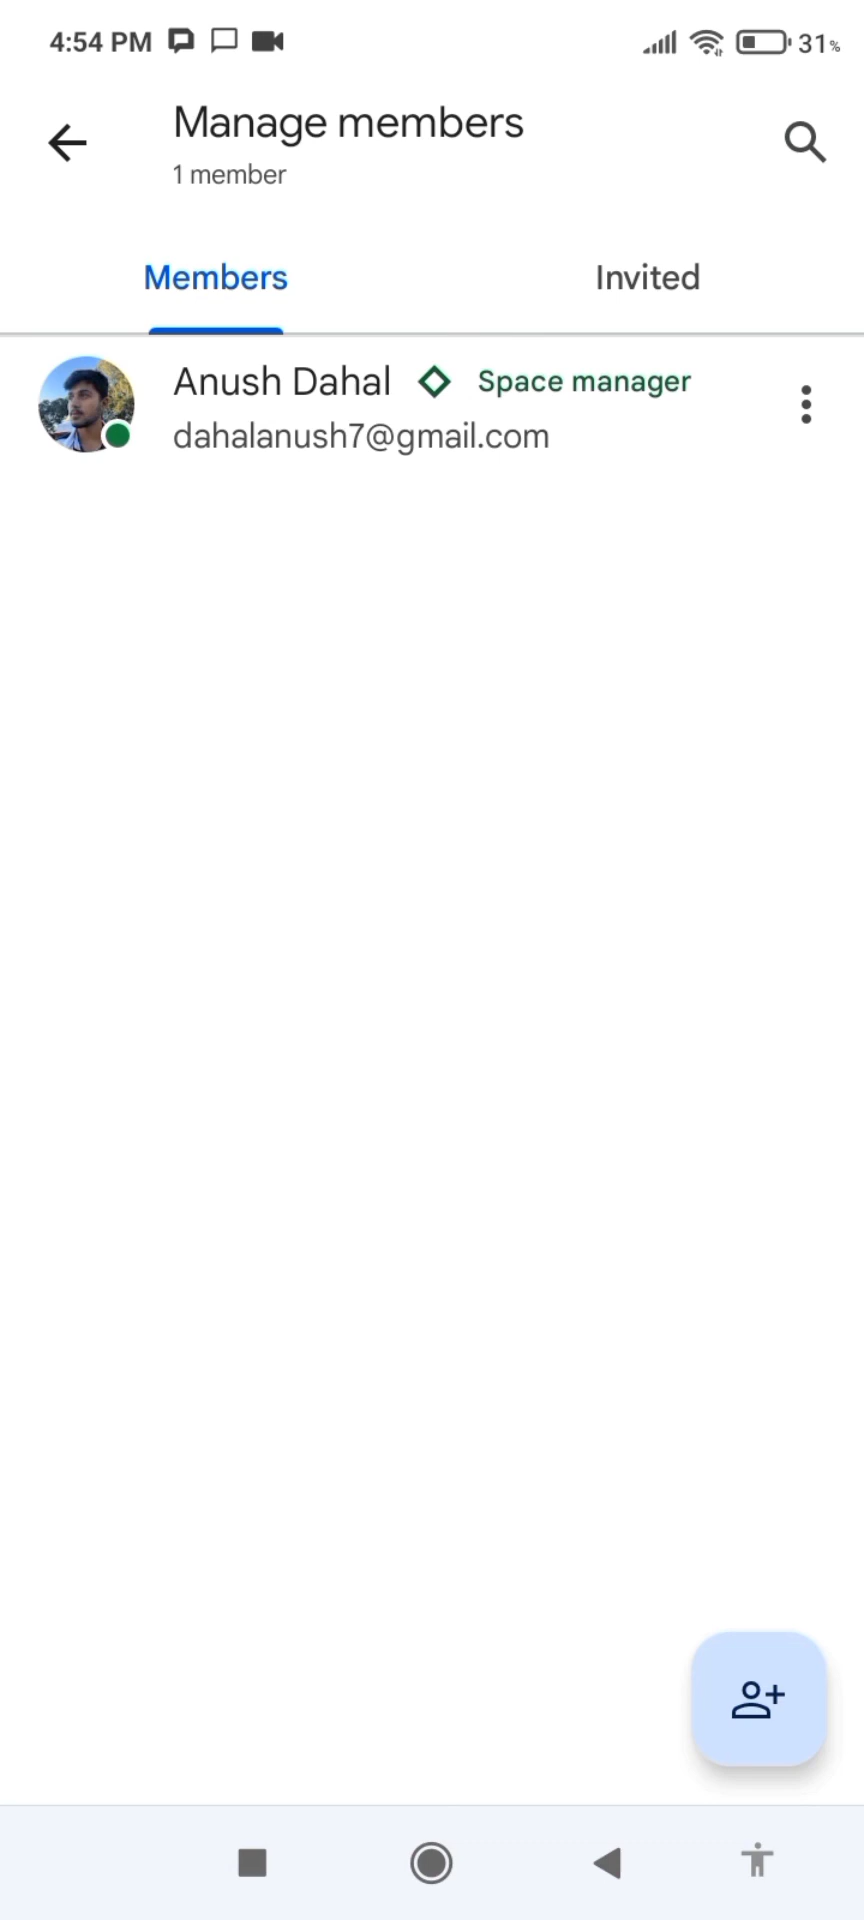 4:54 PM 31%
Manage members
1 member
Members Invited
Anush Dahal Space manager
dahalanush7@gmail.com